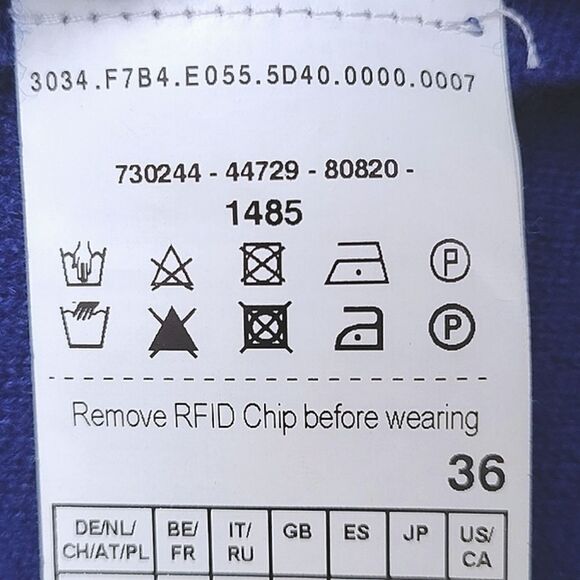 3034.F7B4.E055.5D40.0000.0007
730244 - 44729 - 80820 -
1485
P
P
Remove RFID Chip before wearing
36
DE/NL/ BE/ IT/ GB ES JP US/
CH/AT/PL FR RU CA